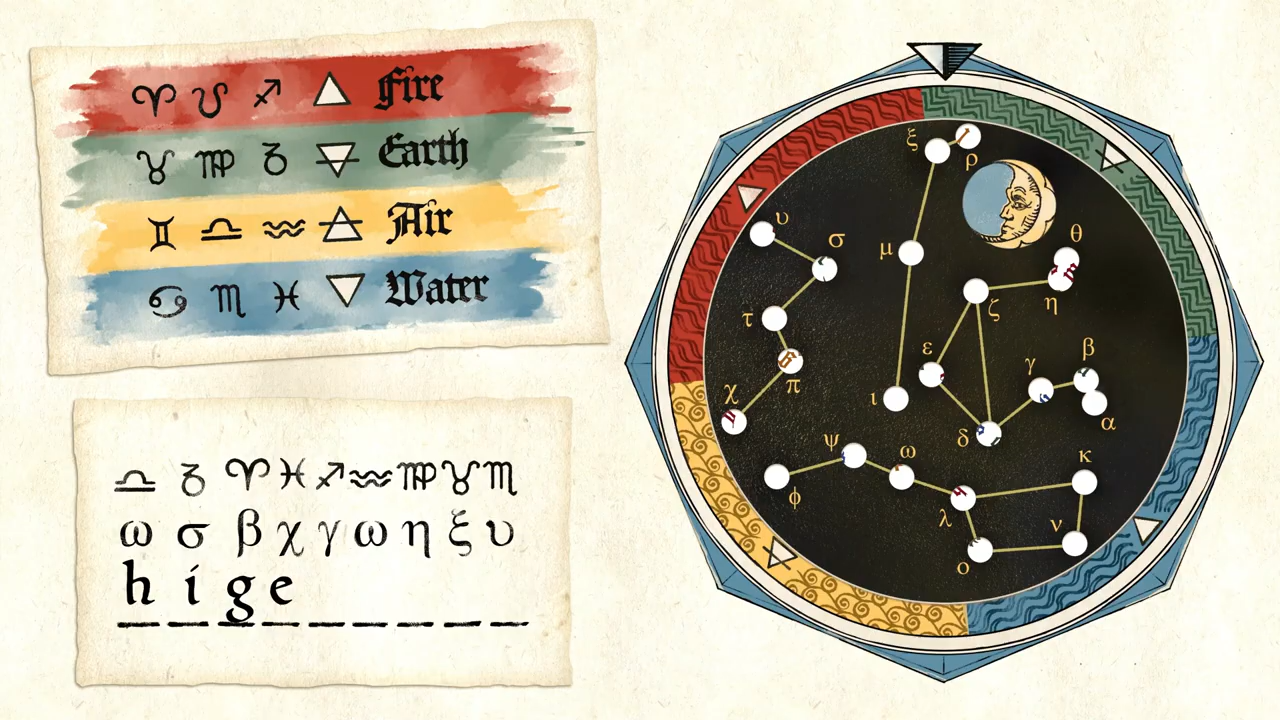 ♈ ♌ ♐ 🜂 Fire
♉ ♍ ♑ 🜃 Earth
♊ ♎ ♒ 🜁 Air
♋ ♏ ♓ 🜄 Water
♎ ♑ ♈ ♓ ♐ ♒ ♍ ♉ ♏
ω σ β χ γ ω η ξ υ
h i g e
ξ
ρ
υ
σ
μ
θ
τ
ζ
η
ε
γ
β
π
χ
ι
α
δ
ψ
ω
κ
φ
λ
ν
ο